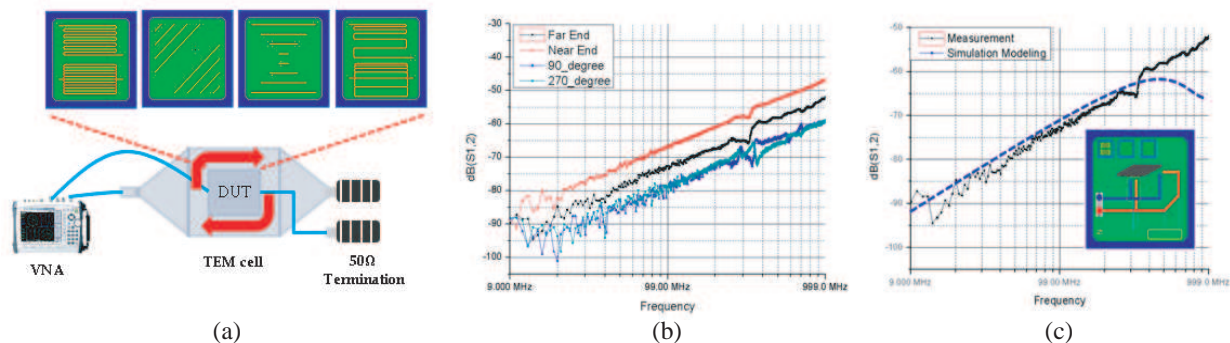 DUT
VNA
TEM cell
50Ω
Termination
(a)
-30
-40
-50
-60
-70
-80
-90
-100
dB(S1,2)
Far End
Near End
90_degree
270_degree
9.000 MHz
99.00 MHz
999.0 MHz
Frequency
(b)
-50
-60
-70
-80
-90
-100
dB(S1,2)
Measurement
Simulation Modeling
9.000 MHz
99.00 MHz
999.0 MHz
Frequency
(c)